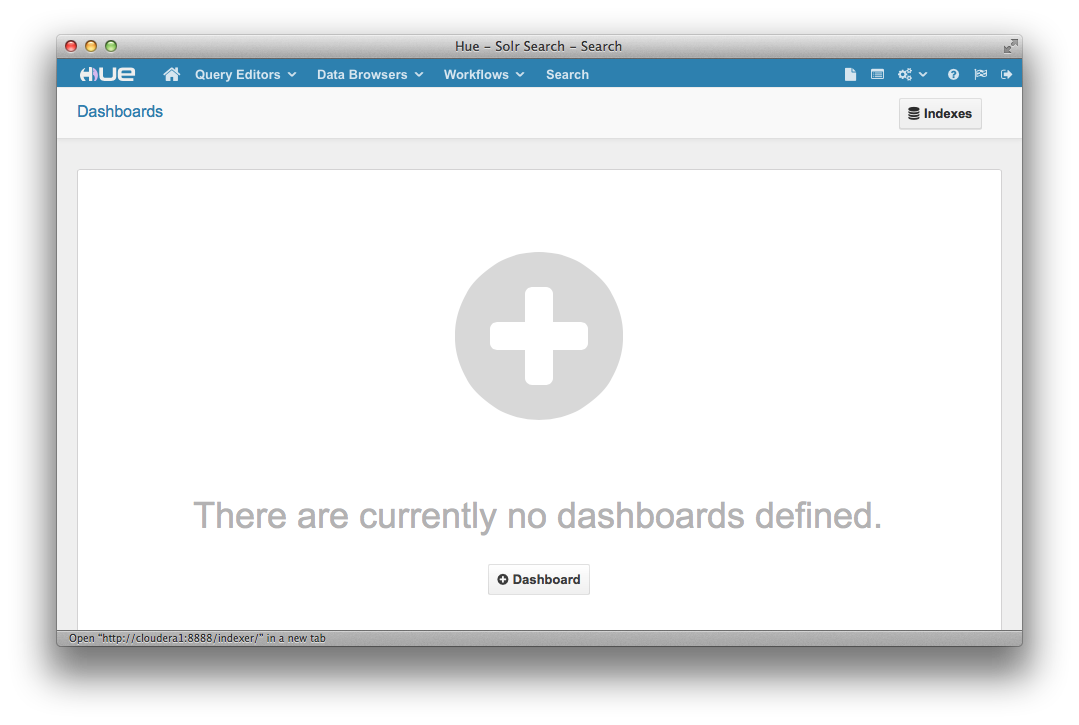 Hue – Solr Search – Search
HUE Query Editors Data Browsers Workflows Search
Dashboards
Indexes
There are currently no dashboards defined.
Dashboard
Open “http://cloudera1:8888/indexer/” in a new tab